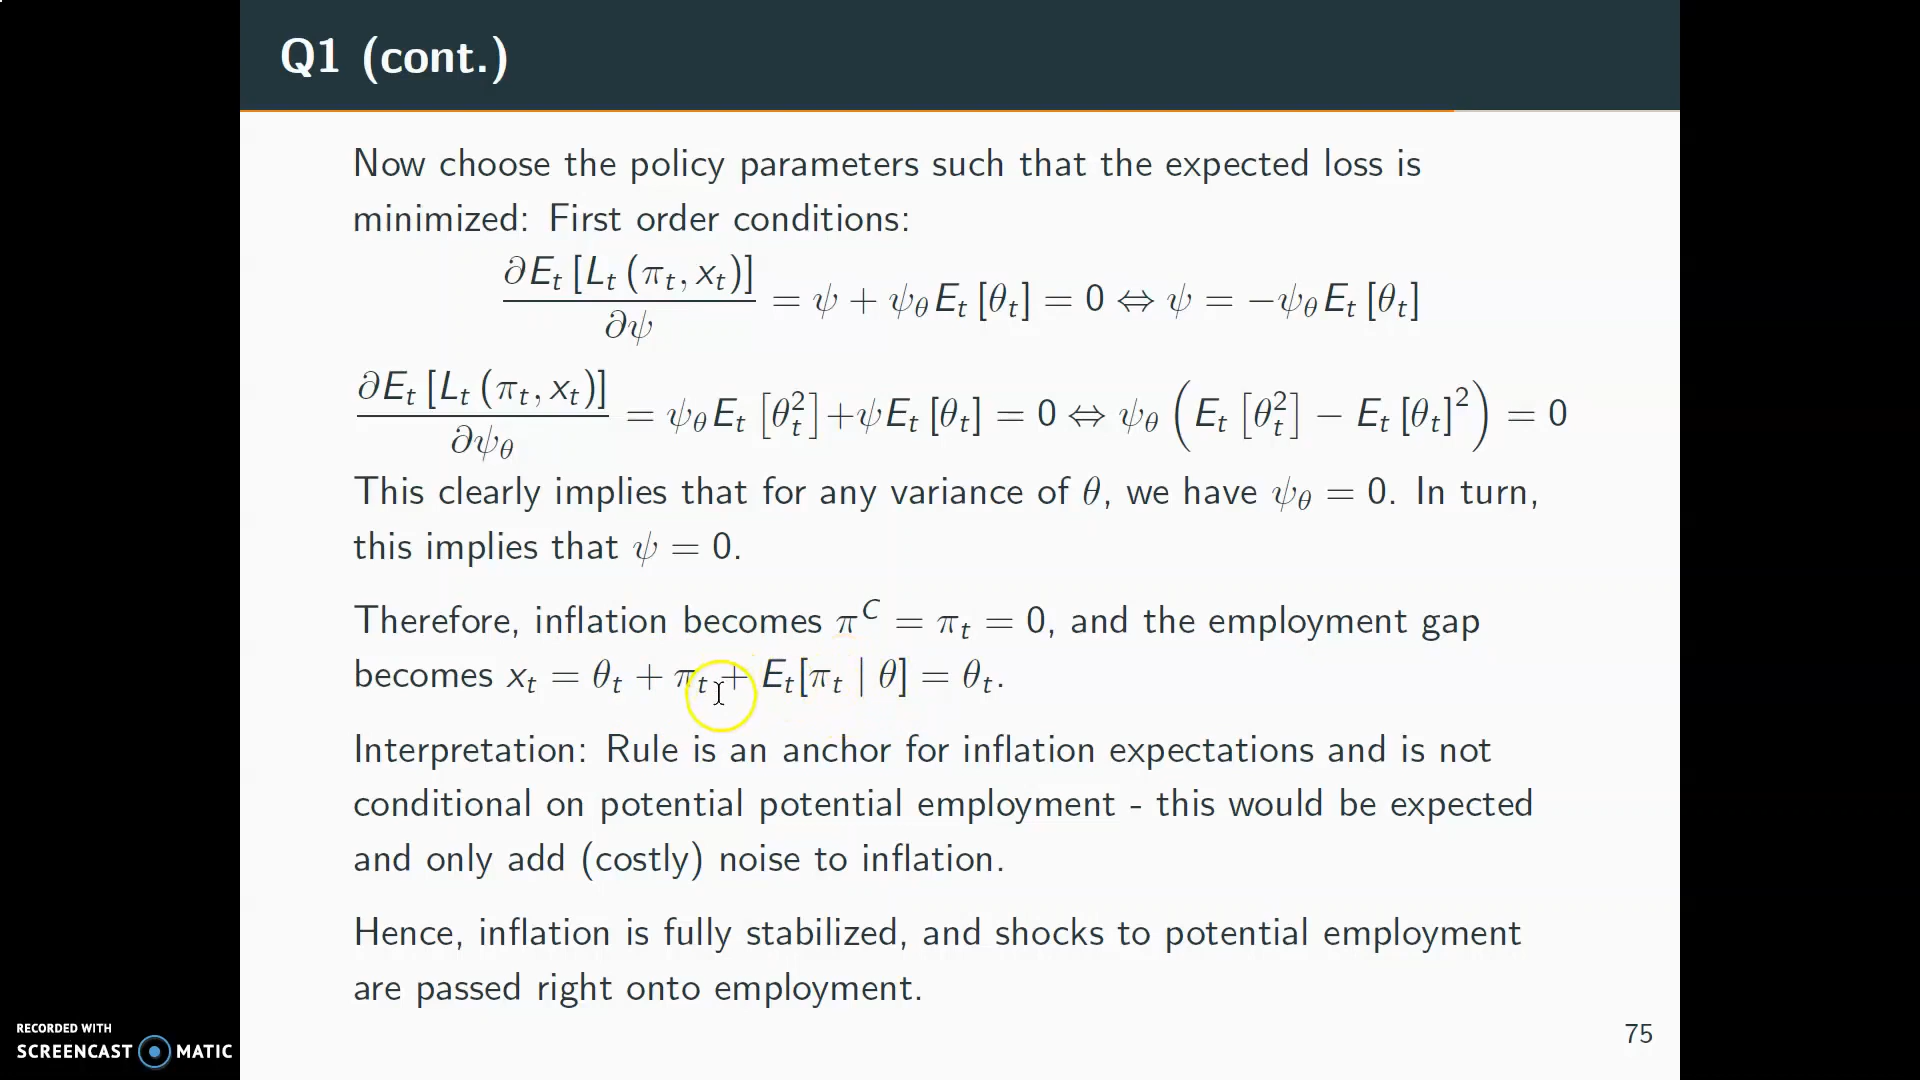 Q1 (cont.)
Now choose the policy parameters such that the expected loss is
minimized: First order conditions:
∂E_t [L_t (π_t, x_t)] / ∂ψ = ψ + ψ_θ E_t [θ_t] = 0 ⇔ ψ = −ψ_θ E_t [θ_t]
∂E_t [L_t (π_t, x_t)] / ∂ψ_θ = ψ_θ E_t [θ_t^2] + ψ E_t [θ_t] = 0 ⇔ ψ_θ (E_t [θ_t^2] − E_t [θ_t]^2) = 0
This clearly implies that for any variance of θ, we have ψ_θ = 0. In turn,
this implies that ψ = 0.
Therefore, inflation becomes π^C = π_t = 0, and the employment gap
becomes x_t = θ_t + π_t + E_t[π_t | θ] = θ_t.
Interpretation: Rule is an anchor for inflation expectations and is not
conditional on potential potential employment - this would be expected
and only add (costly) noise to inflation.
Hence, inflation is fully stabilized, and shocks to potential employment
are passed right onto employment.
75
RECORDED WITH
SCREENCAST MATIC